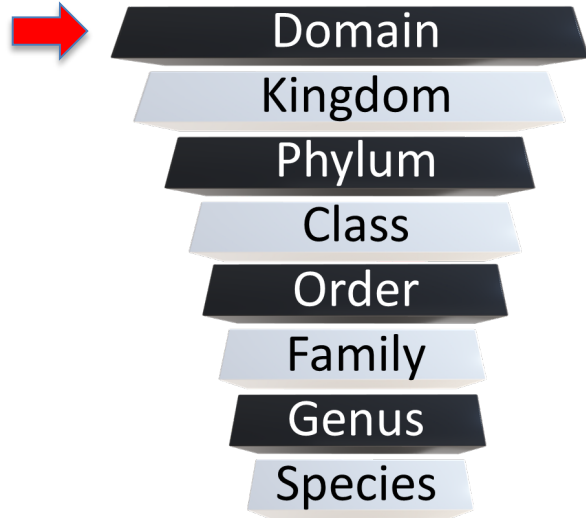 Domain
Kingdom
Phylum
Class
Order
Family
Genus
Species